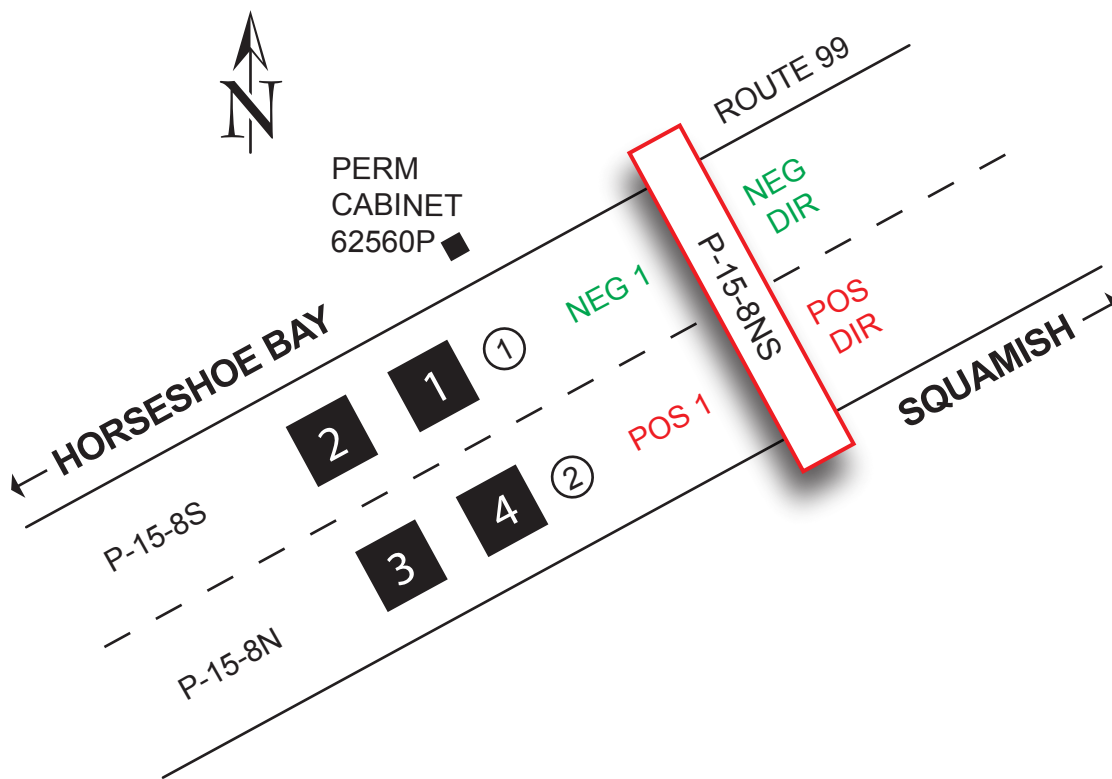 N
ROUTE 99
PERM
CABINET
62560P
NEG
DIR
P-15-8NS
NEG 1
POS
DIR
HORSESHOE BAY
SQUAMISH
1
1
2
POS 1
2
4
3
P-15-8S
P-15-8N